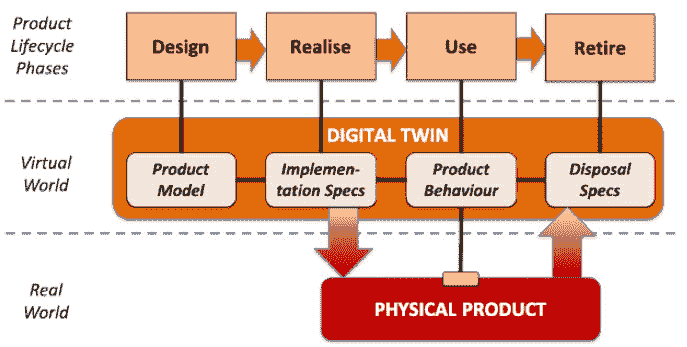 Product
Lifecycle
Phases
Design
Realise
Use
Retire
Virtual
World
DIGITAL TWIN
Product
Model
Implemen-
tation Specs
Product
Behaviour
Disposal
Specs
Real
World
PHYSICAL PRODUCT